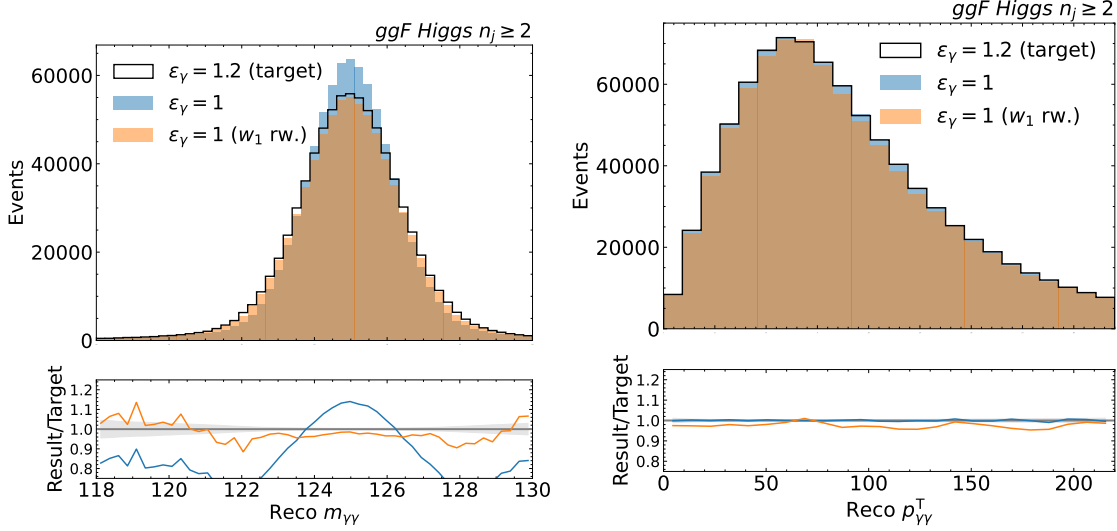 ggF Higgs n_j ≥ 2
ε_γ = 1.2 (target)
ε_γ = 1
ε_γ = 1 (w_1 rw.)
Events
60000
40000
20000
0
Result/Target
1.2
1.1
1.0
0.9
0.8
118 120 122 124 126 128 130
Reco m_γγ
ggF Higgs n_j ≥ 2
ε_γ = 1.2 (target)
ε_γ = 1
ε_γ = 1 (w_1 rw.)
Events
60000
40000
20000
0
Result/Target
1.2
1.1
1.0
0.9
0.8
0 50 100 150 200
Reco p_γγ^T